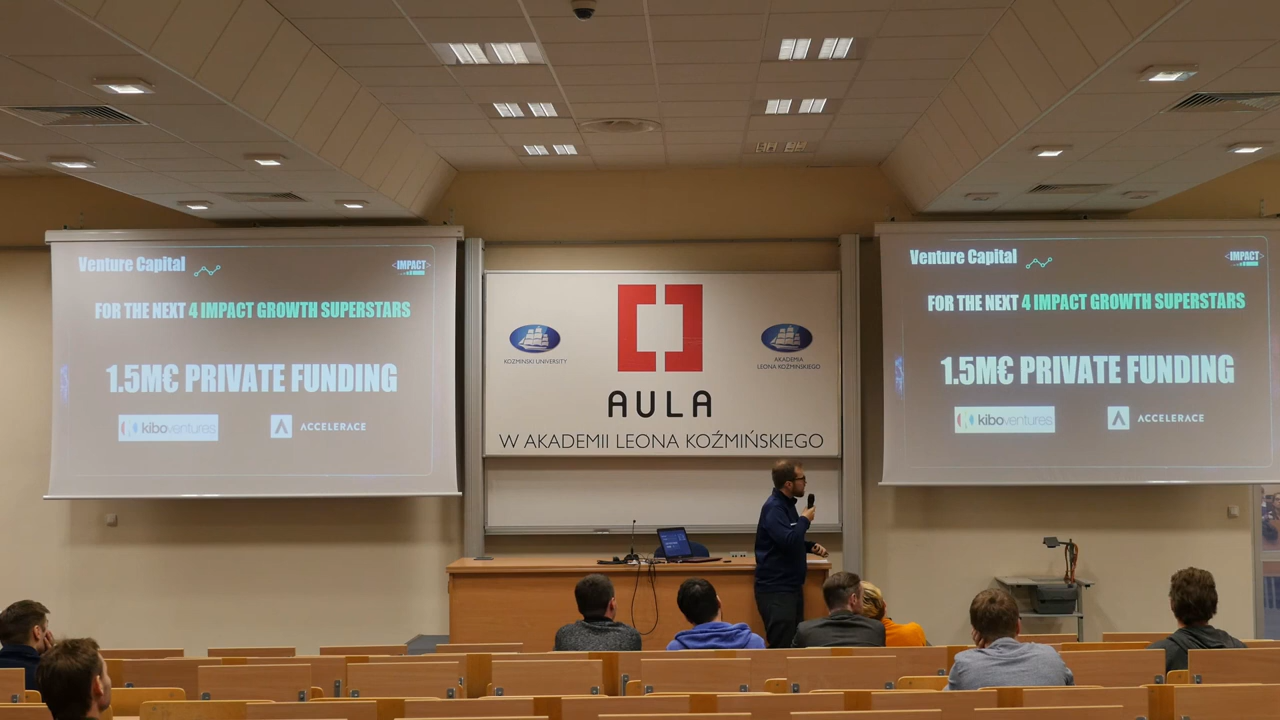 Venture Capital
<IMPACT>
FOR THE NEXT 4 IMPACT GROWTH SUPERSTARS
1.5M€ PRIVATE FUNDING
kiboventures
ACCELERACE
KOZMINSKI UNIVERSITY
AKADEMIA
LEONA KOŹMIŃSKIEGO
AULA
W AKADEMII LEONA KOŹMIŃSKIEGO
Venture Capital
<IMPACT>
FOR THE NEXT 4 IMPACT GROWTH SUPERSTARS
1.5M€ PRIVATE FUNDING
kiboventures
ACCELERACE